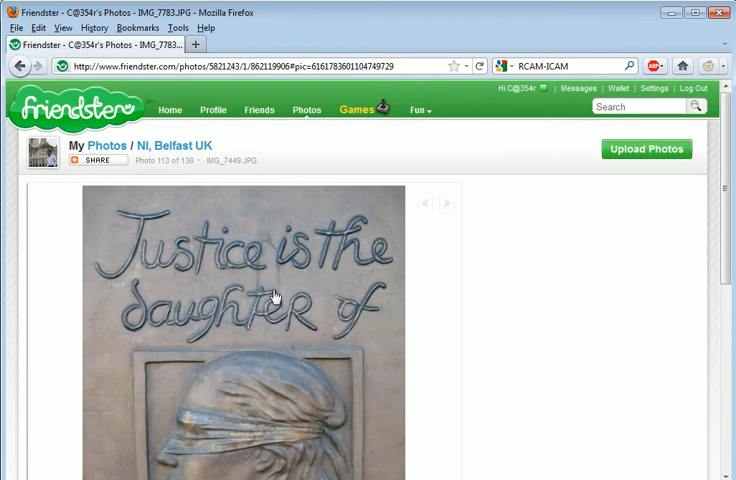 Friendster - C@354r's Photos - IMG_7783.JPG - Mozilla Firefox
File Edit View History Bookmarks Tools Help
Friendster - C@354r's Photos - IMG_7783... +
http://www.friendster.com/photos/5821243/1/862119906#pic=6161783601104749729 RCAM-ICAM ABP
Hi C@354r Messages Wallet Settings Log Out
friendster Home Profile Friends Photos Games Fun Search
My Photos / NI, Belfast UK
SHARE Photo 113 of 136 - IMG_7449.JPG
Upload Photos
Justice is the
daughter of